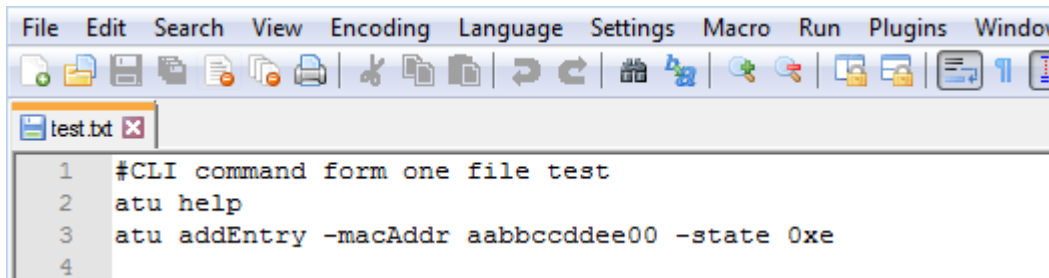 File Edit Search View Encoding Language Settings Macro Run Plugins Window
test.txt
1 #CLI command form one file test
2 atu help
3 atu addEntry -macAddr aabbccddee00 -state 0xe
4